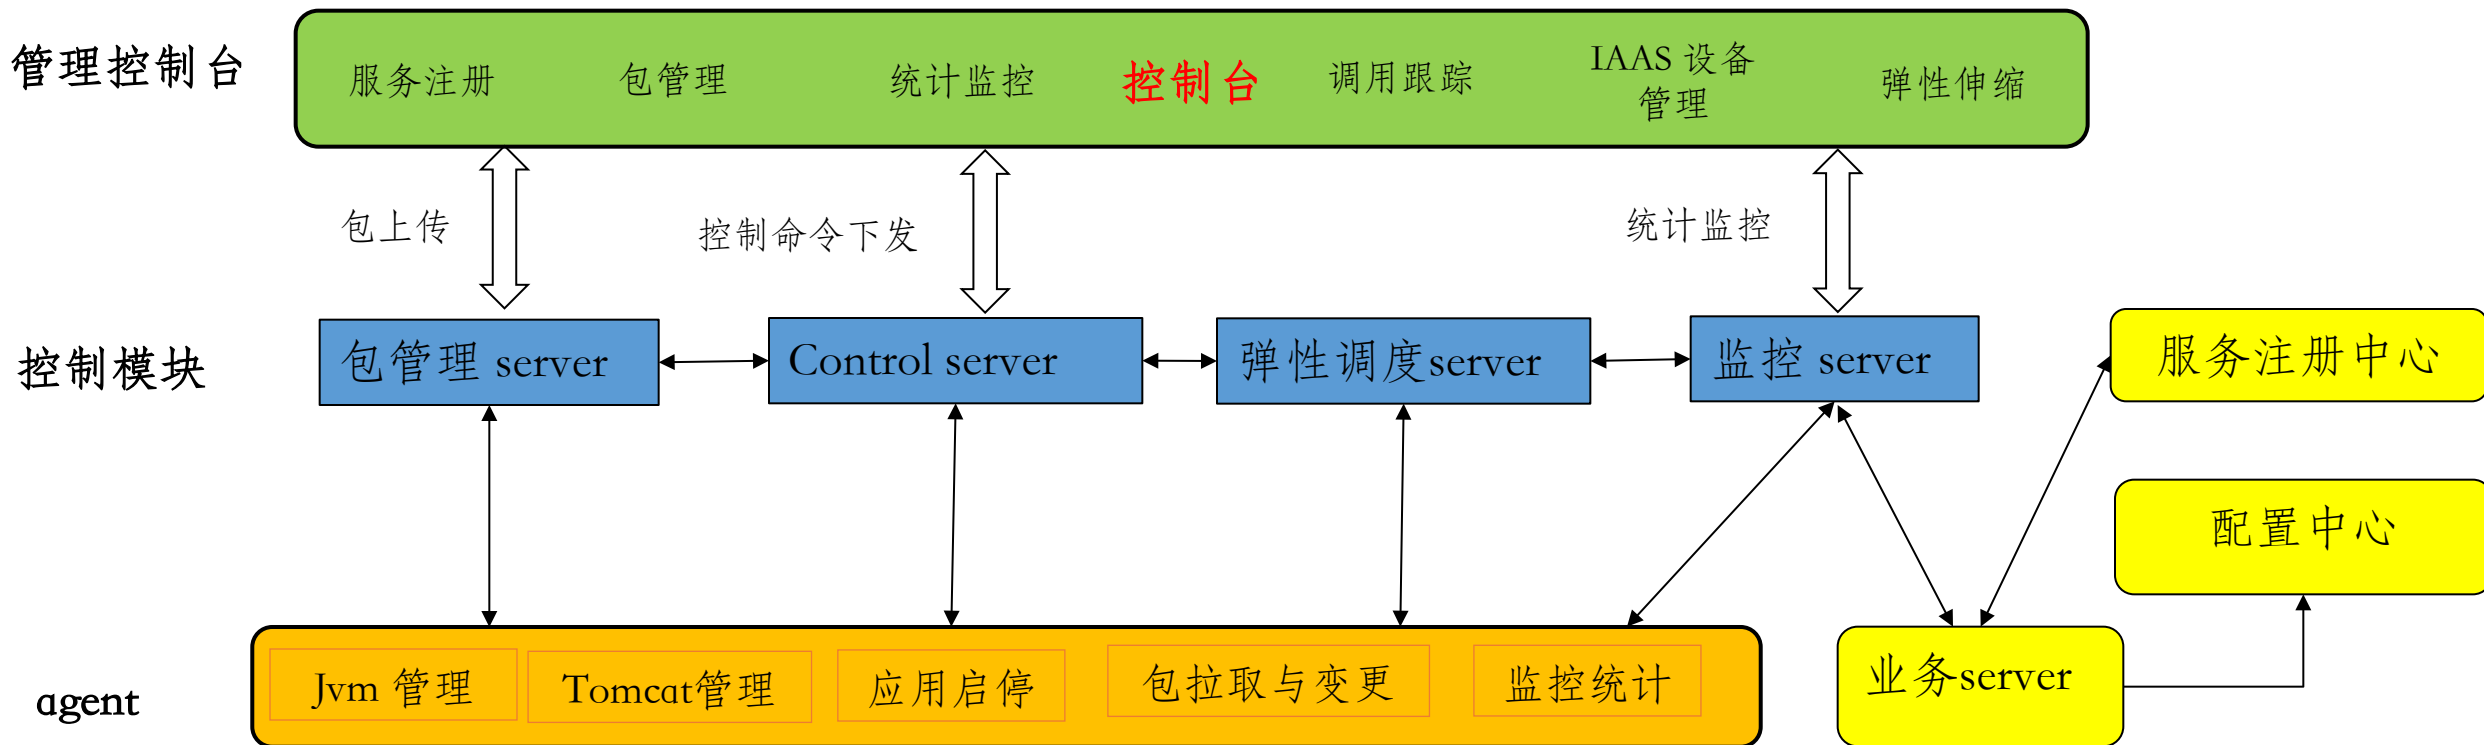 管理控制台
服务注册
包管理
统计监控
控制台
调用跟踪
IAAS 设备
管理
弹性伸缩
包上传
控制命令下发
统计监控
控制模块
包管理 server
Control server
弹性调度server
监控 server
服务注册中心
配置中心
agent
Jvm 管理
Tomcat管理
应用启停
包拉取与变更
监控统计
业务server